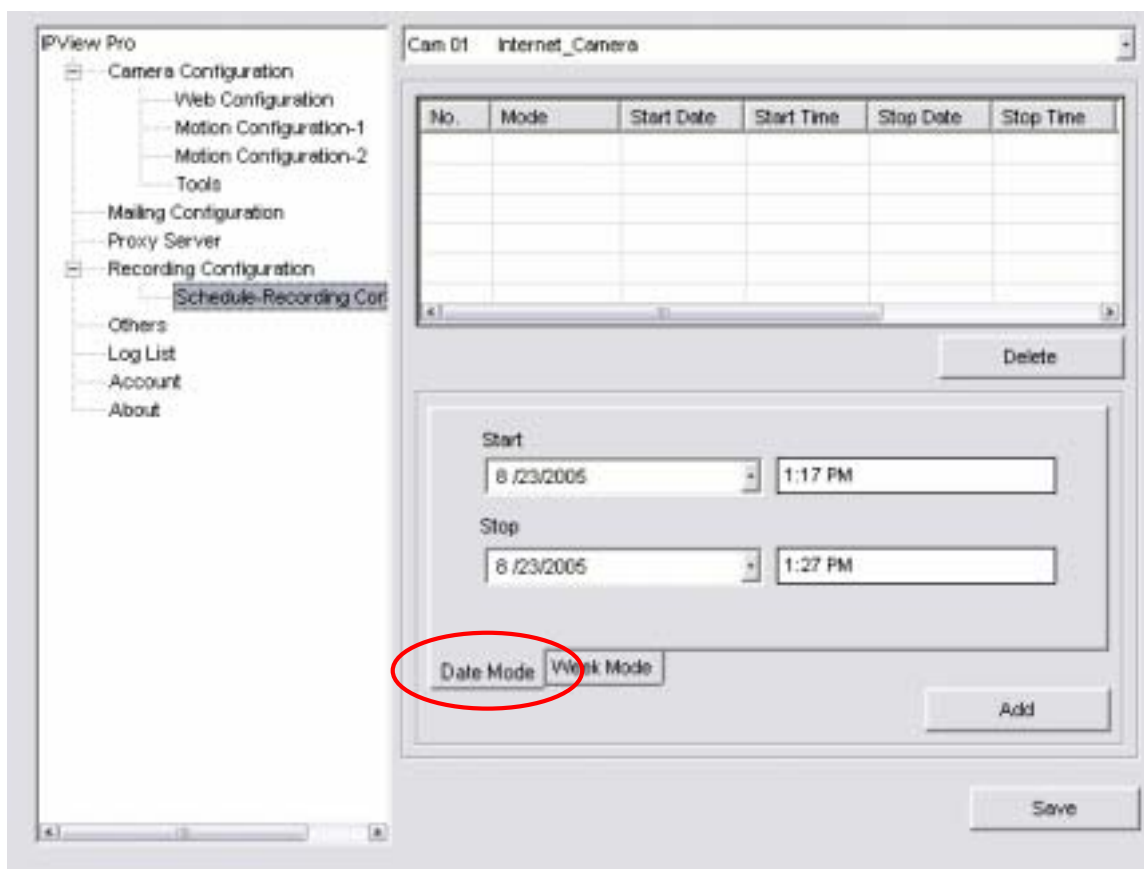 IPView Pro
Camera Configuration
Web Configuration
Motion Configuration-1
Motion Configuration-2
Tools
Mailing Configuration
Proxy Server
Recording Configuration
Schedule-Recording Con
Others
Log List
Account
About
Cam 01 Internet_Camera
No. Mode Start Date Start Time Stop Date Stop Time
Delete
Start
8 /23/2005 1:17 PM
Stop
8 /23/2005 1:27 PM
Date Mode Week Mode
Add
Save